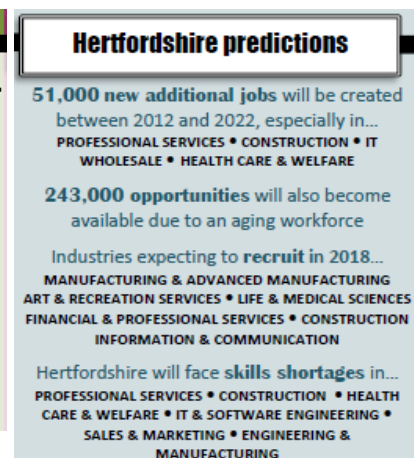 Hertfordshire predictions
51,000 new additional jobs will be created
between 2012 and 2022, especially in...
PROFESSIONAL SERVICES • CONSTRUCTION • IT
WHOLESALE • HEALTH CARE & WELFARE
243,000 opportunities will also become
available due to an aging workforce
Industries expecting to recruit in 2018...
MANUFACTURING & ADVANCED MANUFACTURING
ART & RECREATION SERVICES • LIFE & MEDICAL SCIENCES
FINANCIAL & PROFESSIONAL SERVICES • CONSTRUCTION
INFORMATION & COMMUNICATION
Hertfordshire will face skills shortages in...
PROFESSIONAL SERVICES • CONSTRUCTION • HEALTH
CARE & WELFARE • IT & SOFTWARE ENGINEERING •
SALES & MARKETING • ENGINEERING &
MANUFACTURING